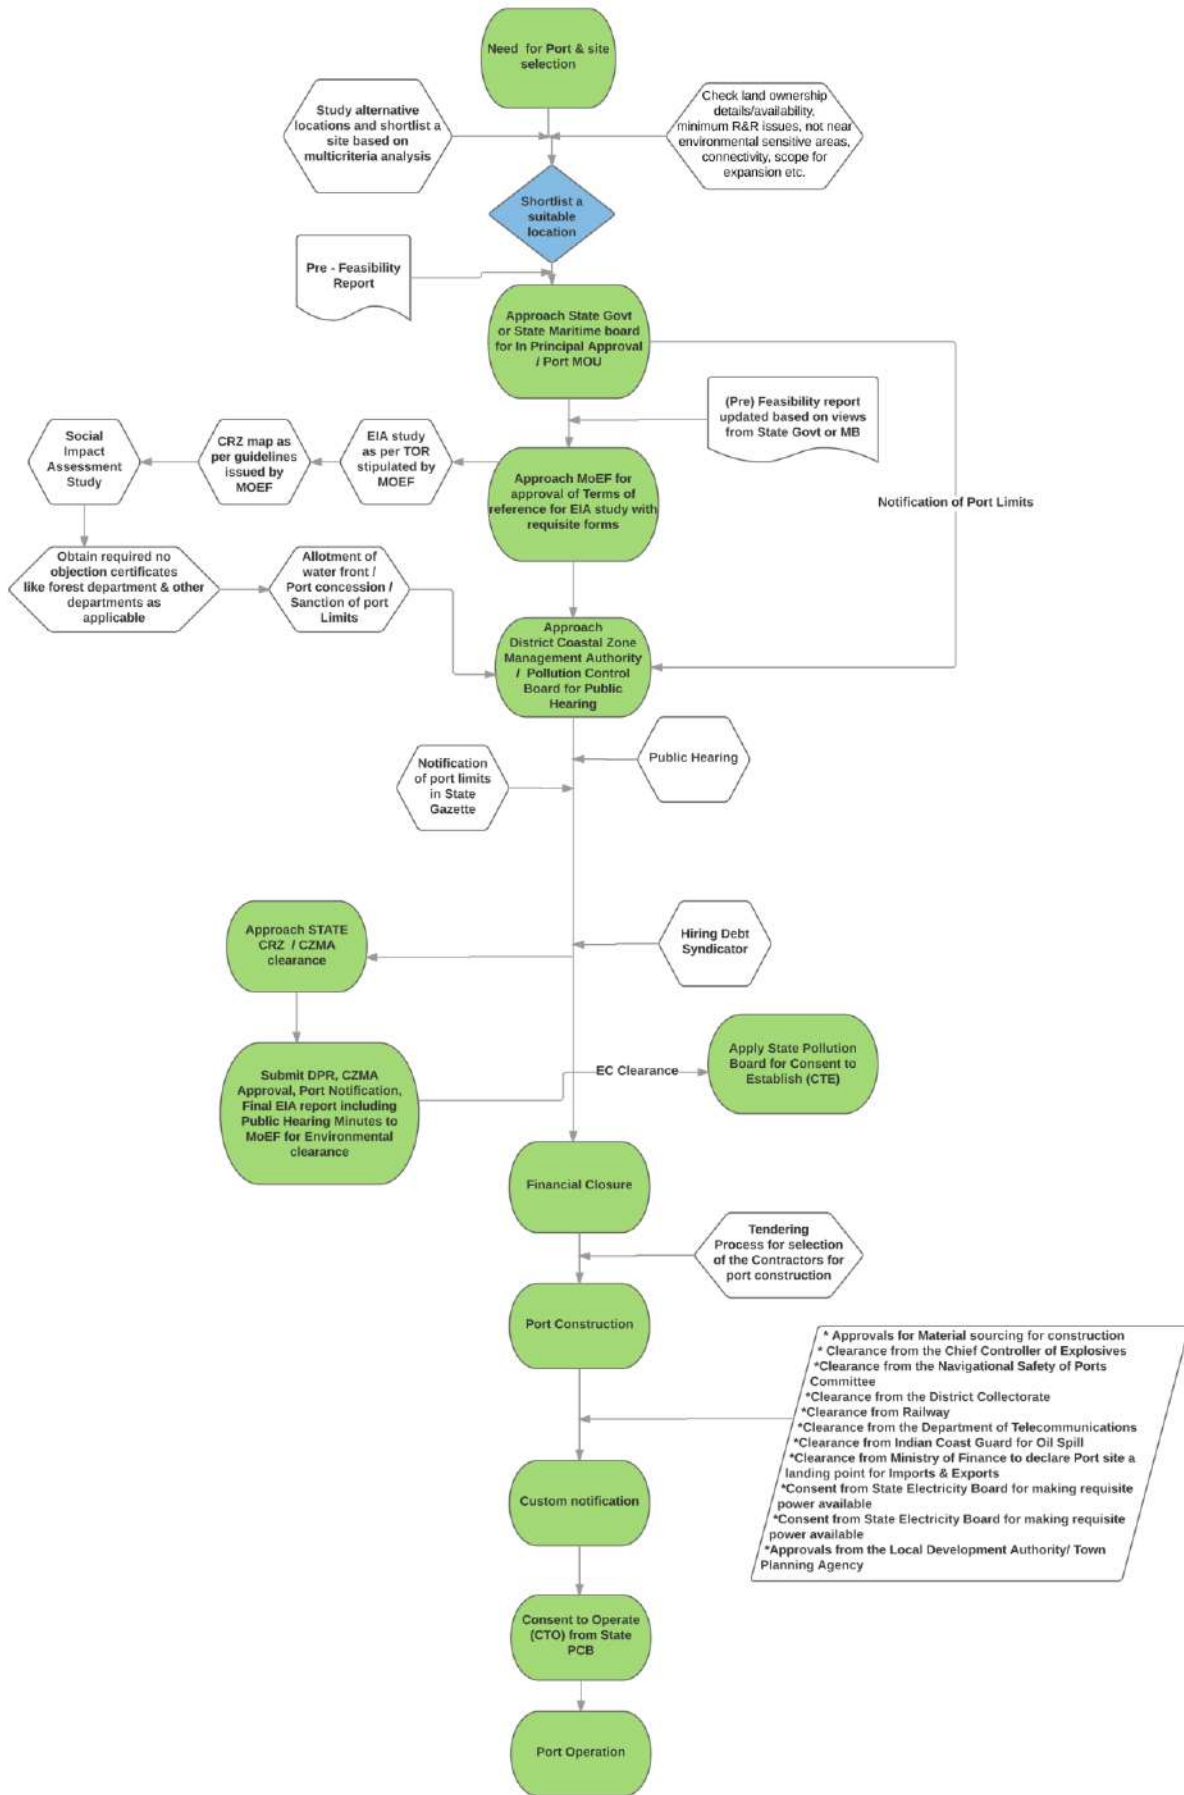 Need for Port & site
selection
Study alternative
locations and shortlist a
site based on
multicriteria analysis
Check land ownership
details/availability,
minimum R&R issues, not near
environmental sensitive areas,
connectivity, scope for
expansion etc.
Shortlist a
suitable
location
Pre - Feasibility
Report
Approach State Govt
or State Maritime board
for In Principal Approval
/ Port MOU
(Pre) Feasibility report
updated based on views
from State Govt or MB
Social
Impact
Assessment
Study
CRZ map as
per guidelines
issued by
MOEF
EIA study
as per TOR
stipulated by
MOEF
Approach MoEF for
approval of Terms of
reference for EIA study with
requisite forms
Notification of Port Limits
Obtain required no
objection certificates
like forest department & other
departments as
applicable
Allotment of
water front /
Port concession /
Sanction of port
Limits
Approach
District Coastal Zone
Management Authority
/ Pollution Control
Board for Public
Hearing
Notification
of port limits
in State
Gazette
Public Hearing
Approach STATE
CRZ / CZMA
clearance
Hiring Debt
Syndicator
Submit DPR, CZMA
Approval, Port Notification,
Final EIA report including
Public Hearing Minutes to
MoEF for Environmental
clearance
EC Clearance
Apply State Pollution
Board for Consent to
Establish (CTE)
Financial Closure
Tendering
Process for selection
of the Contractors for
port construction
Port Construction
* Approvals for Material sourcing for construction
* Clearance from the Chief Controller of Explosives
*Clearance from the Navigational Safety of Ports
Committee
*Clearance from the District Collectorate
*Clearance from Railway
*Clearance from the Department of Telecommunications
*Clearance from Indian Coast Guard for Oil Spill
*Clearance from Ministry of Finance to declare Port site a
landing point for Imports & Exports
*Consent from State Electricity Board for making requisite
power available
*Consent from State Electricity Board for making requisite
power available
*Approvals from the Local Development Authority/ Town
Planning Agency
Custom notification
Consent to Operate
(CTO) from State
PCB
Port Operation